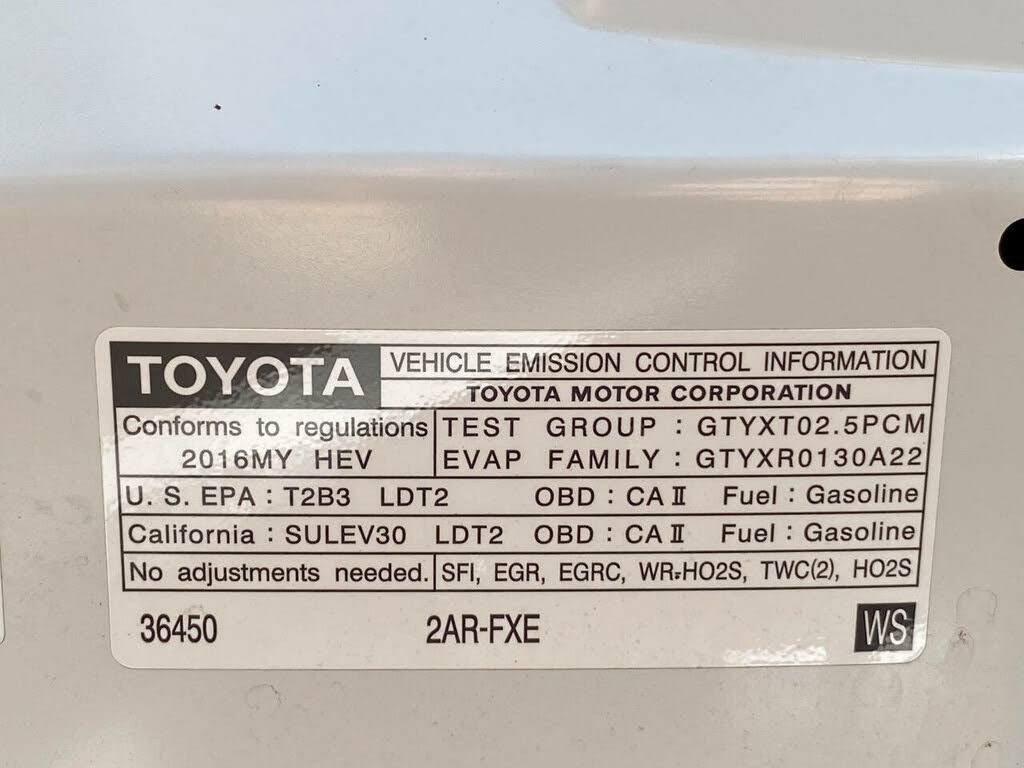 TOYOTA VEHICLE EMISSION CONTROL INFORMATION
TOYOTA MOTOR CORPORATION
Conforms to regulations TEST GROUP : GTYXT02.5PCM
2016MY HEV EVAP FAMILY : GTYXR0130A22
U. S. EPA : T2B3 LDT2 OBD : CA II Fuel : Gasoline
California : SULEV30 LDT2 OBD : CA II Fuel : Gasoline
No adjustments needed. SFI, EGR, EGRC, WR-HO2S, TWC(2), HO2S
36450 2AR-FXE WS